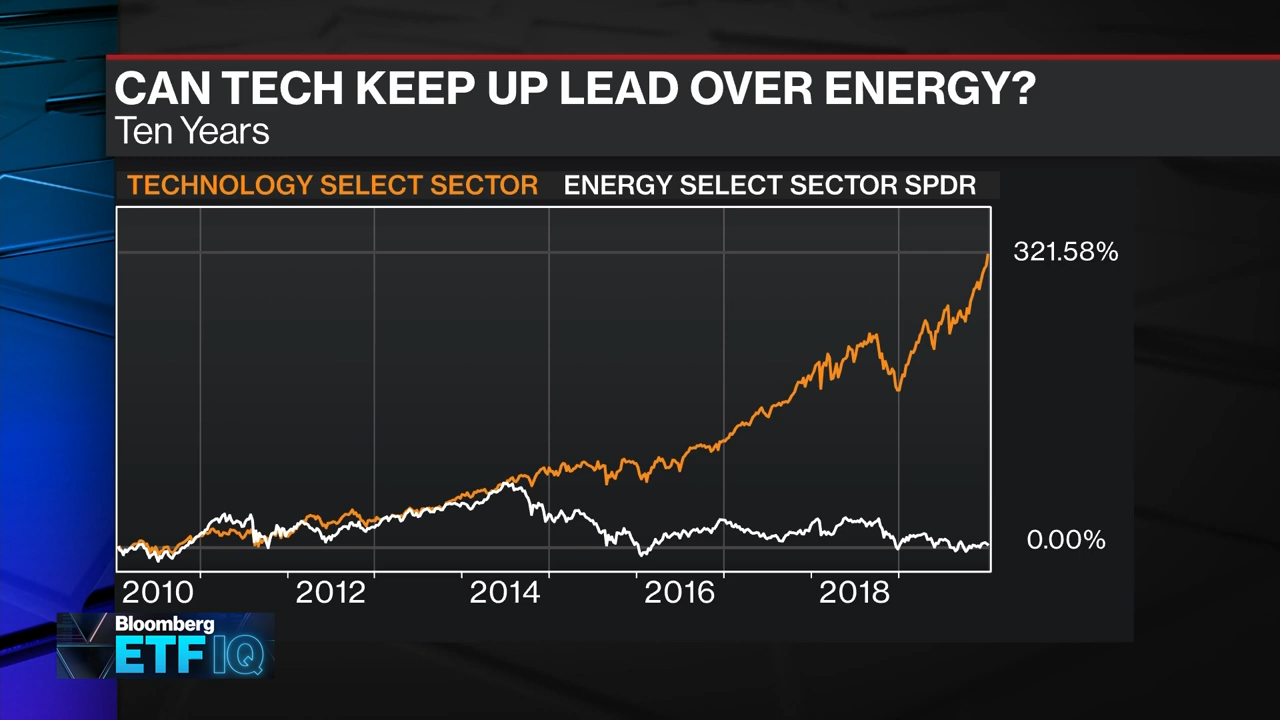 CAN TECH KEEP UP LEAD OVER ENERGY?
Ten Years
TECHNOLOGY SELECT SECTOR ENERGY SELECT SECTOR SPDR
321.58%
0.00%
2010 2012 2014 2016 2018
Bloomberg
ETF IQ